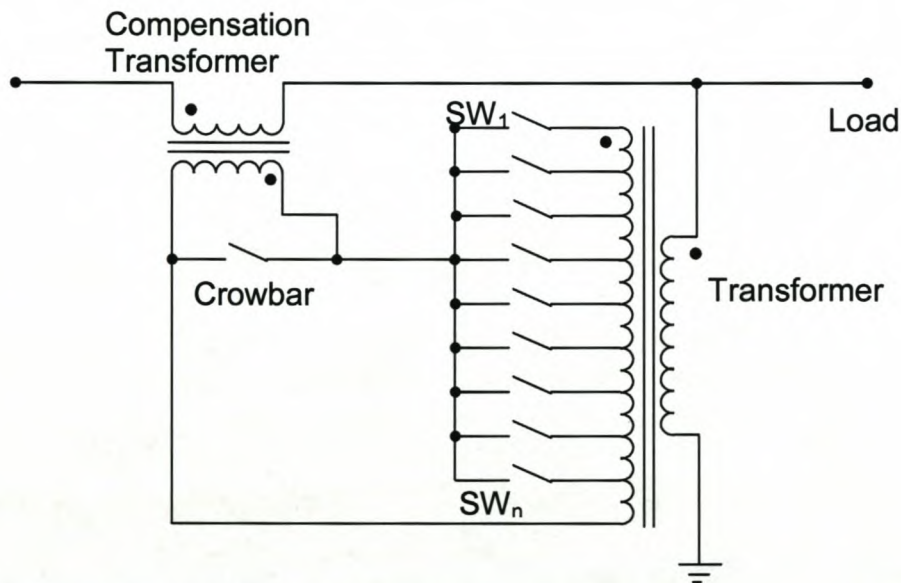 Compensation
Transformer
SW₁
Load
Crowbar
Transformer
SWₙ